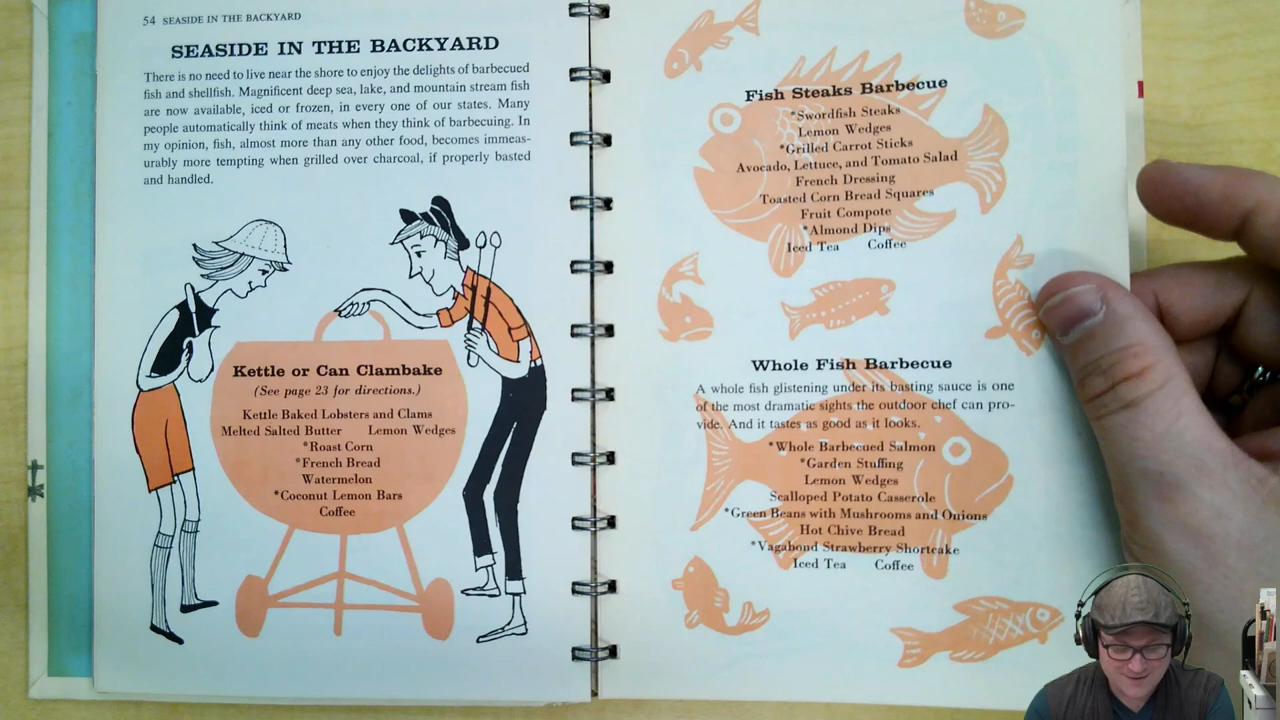 54 SEASIDE IN THE BACKYARD
SEASIDE IN THE BACKYARD
There is no need to live near the shore to enjoy the delights of barbecued
fish and shellfish. Magnificent deep sea, lake, and mountain stream fish
are now available, iced or frozen, in every one of our states. Many
people automatically think of meats when they think of barbecuing. In
my opinion, fish, almost more than any other food, becomes immeas-
urably more tempting when grilled over charcoal, if properly basted
and handled.
Kettle or Can Clambake
(See page 23 for directions.)
Kettle Baked Lobsters and Clams
Melted Salted Butter Lemon Wedges
*Roast Corn
*French Bread
Watermelon
*Coconut Lemon Bars
Coffee
Fish Steaks Barbecue
*Swordfish Steaks
Lemon Wedges
*Grilled Carrot Sticks
Avocado, Lettuce, and Tomato Salad
French Dressing
Toasted Corn Bread Squares
Fruit Compote
*Almond Dips
Iced Tea Coffee
Whole Fish Barbecue
A whole fish glistening under its basting sauce is one
of the most dramatic sights the outdoor chef can pro-
vide. And it tastes as good as it looks.
*Whole Barbecued Salmon
*Garden Stuffing
Lemon Wedges
Scalloped Potato Casserole
*Green Beans with Mushrooms and Onions
Hot Chive Bread
*Vagabond Strawberry Shortcake
Iced Tea Coffee